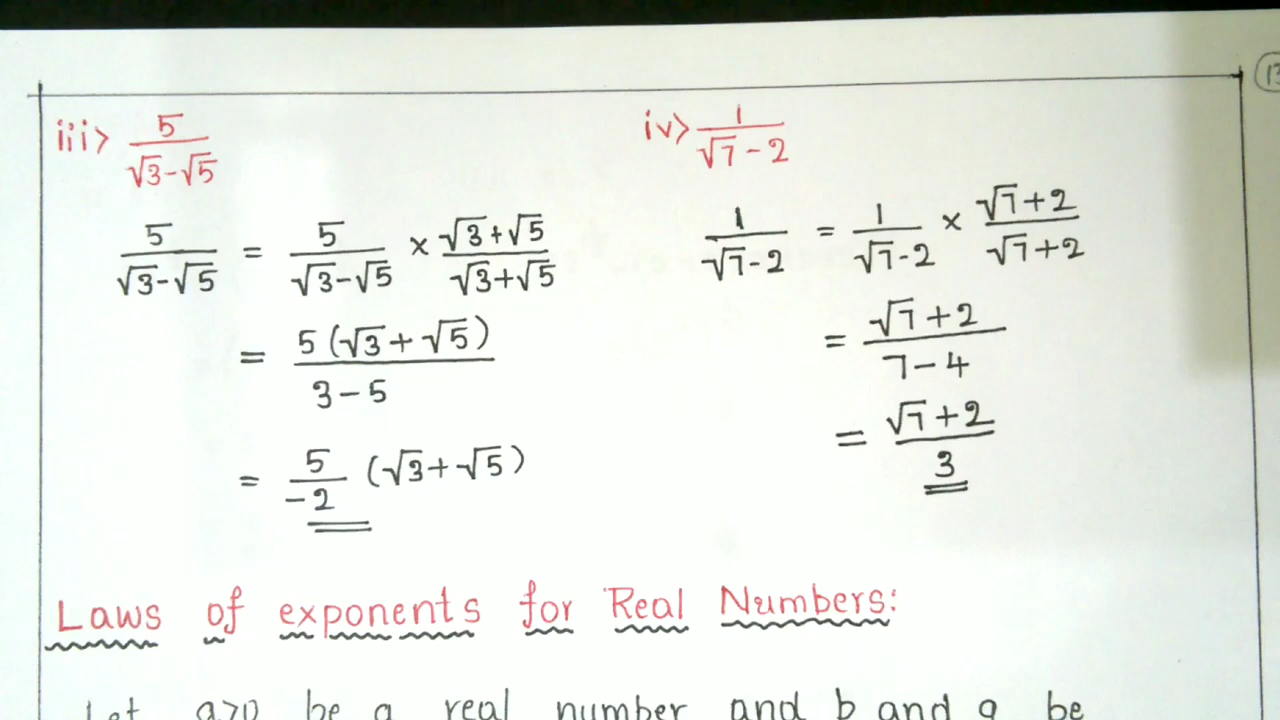 iii> 5/(√3-√5)
5/(√3-√5) = 5/(√3-√5) × (√3+√5)/(√3+√5)
= 5(√3+√5)/(3-5)
= 5/-2 (√3+√5)
iv> 1/(√7-2)
1/(√7-2) = 1/(√7-2) × (√7+2)/(√7+2)
= (√7+2)/(7-4)
= (√7+2)/3
Laws of exponents for Real Numbers:
Let a>0 be a real number and b and q be